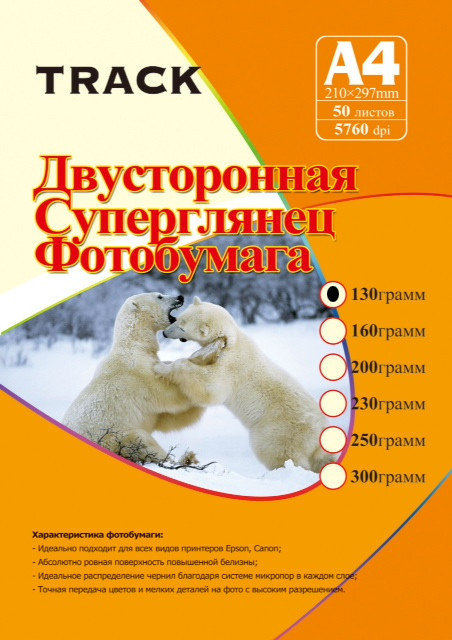 TRACK
A4
210×297mm
50 листов
5760 dpi
Двусторонная
Суперглянец
Фотобумага
130грамм
160грамм
200грамм
230грамм
250грамм
300грамм
Характеристика фотобумаги:
- Идеально подходит для всех видов принтеров Epson, Canon;
- Абсолютно ровная поверхность повышенной белизны;
- Идеальное распределение чернил благодаря системе микропор в каждом слое;
- Точная передача цветов и мелких деталей на фото с высоким разрешением.